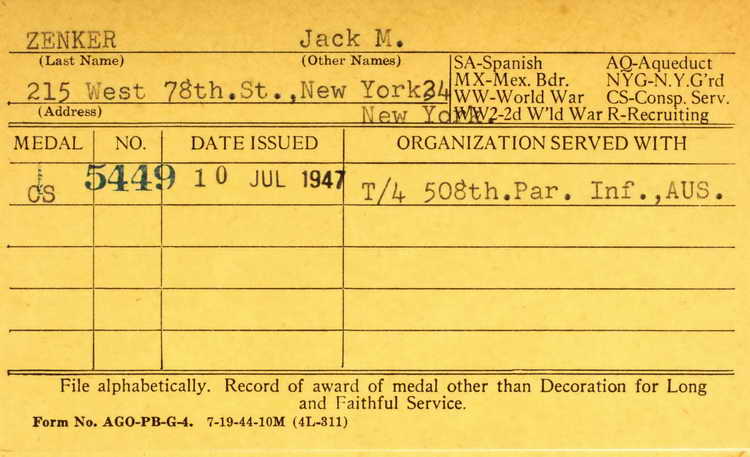 ZENKER Jack M.
(Last Name) (Other Names)
SA-Spanish AQ-Aqueduct
MX-Mex. Bdr. NYG-N.Y.G'rd
215 West 78th.St.,New York24
WW-World War CS-Consp. Serv.
(Address) New York.
WW2-2d W'ld War R-Recruiting
MEDAL NO. DATE ISSUED ORGANIZATION SERVED WITH
CS 5449 10 JUL 1947 T/4 508th.Par. Inf.,AUS.
File alphabetically. Record of award of medal other than Decoration for Long
and Faithful Service.
Form No. AGO-PB-G-4. 7-19-44-10M (4L-311)